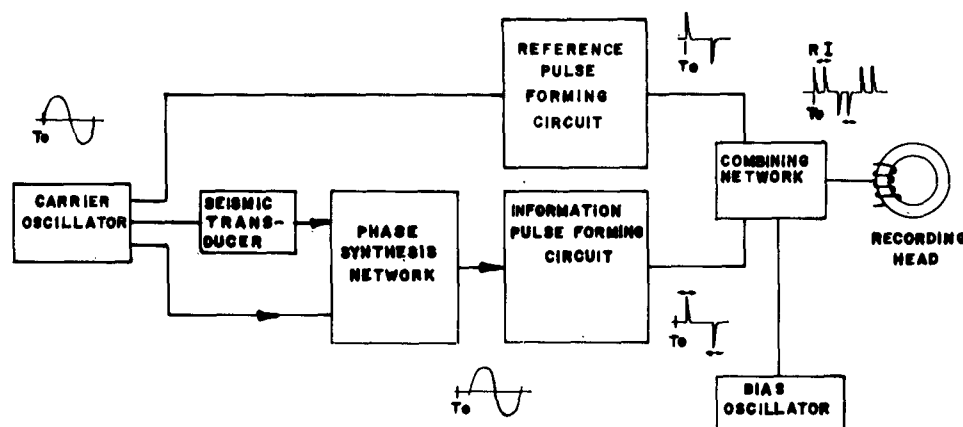 REFERENCE
PULSE
FORMING
CIRCUIT
To
R I
To
To
CARRIER
OSCILLATOR
SEISMIC
TRANS-
DUCER
PHASE
SYNTHESIS
NETWORK
INFORMATION
PULSE FORMING
CIRCUIT
COMBINING
NETWORK
RECORDING
HEAD
To
To
BIAS
OSCILLATOR